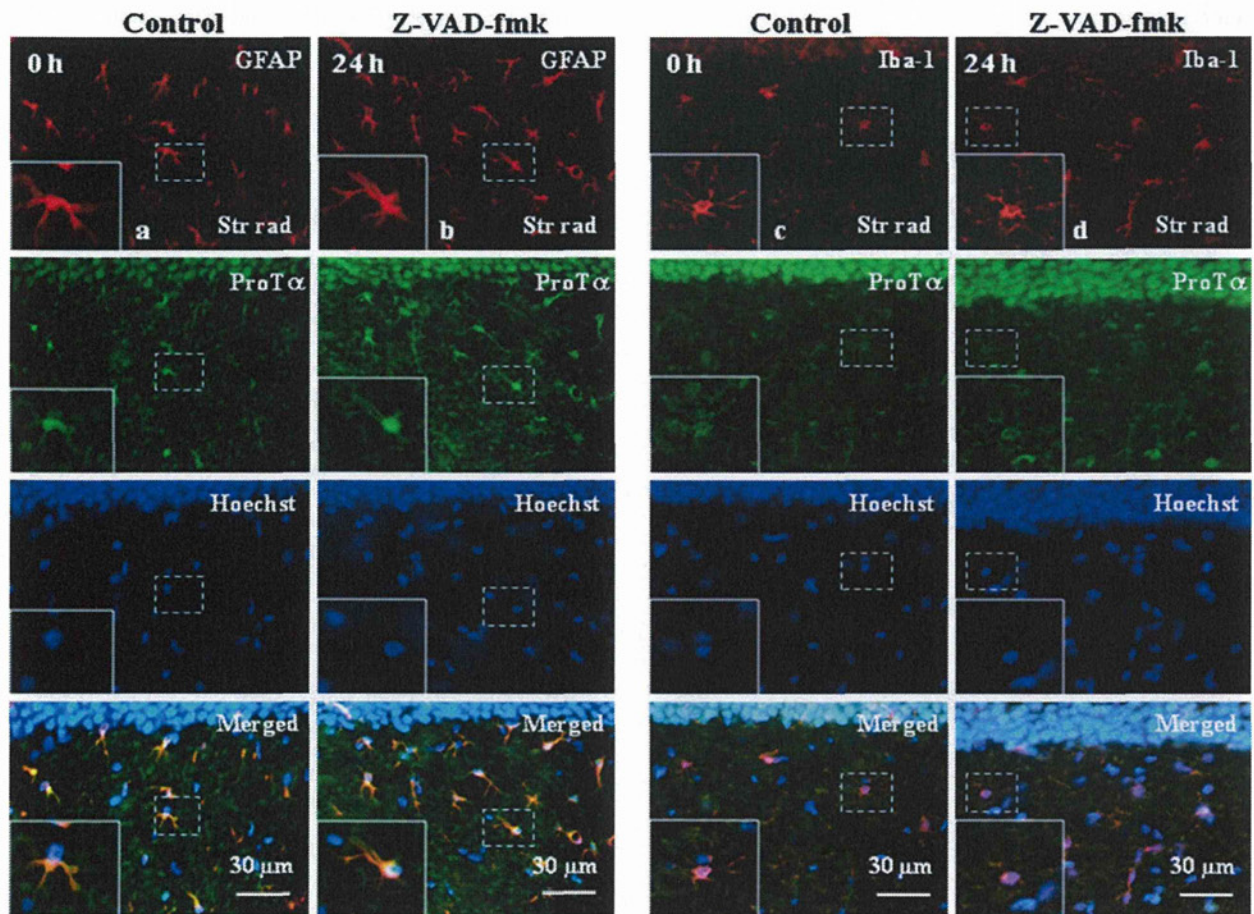 Control Z-VAD-fmk Control Z-VAD-fmk
0 h GFAP 24 h GFAP 0 h Iba-1 24 h Iba-1
a Str rad b Str rad c Str rad d Str rad
ProTα ProTα ProTα ProTα
Hoechst Hoechst Hoechst Hoechst
Merged Merged Merged Merged
30 μm 30 μm 30 μm 30 μm